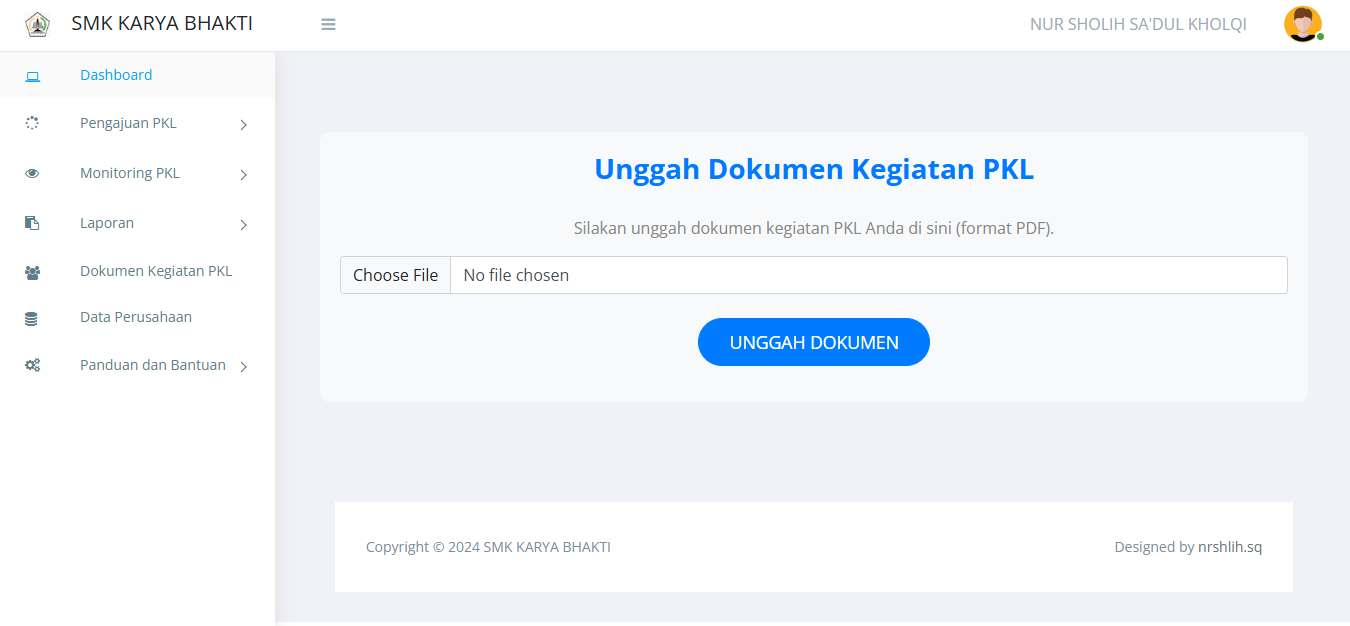 SMK KARYA BHAKTI
NUR SHOLIH SA'DUL KHOLQI
Dashboard
Pengajuan PKL
Monitoring PKL
Laporan
Dokumen Kegiatan PKL
Data Perusahaan
Panduan dan Bantuan
Unggah Dokumen Kegiatan PKL
Silakan unggah dokumen kegiatan PKL Anda di sini (format PDF).
Choose File No file chosen
UNGGAH DOKUMEN
Copyright © 2024 SMK KARYA BHAKTI
Designed by nrshlih.sq